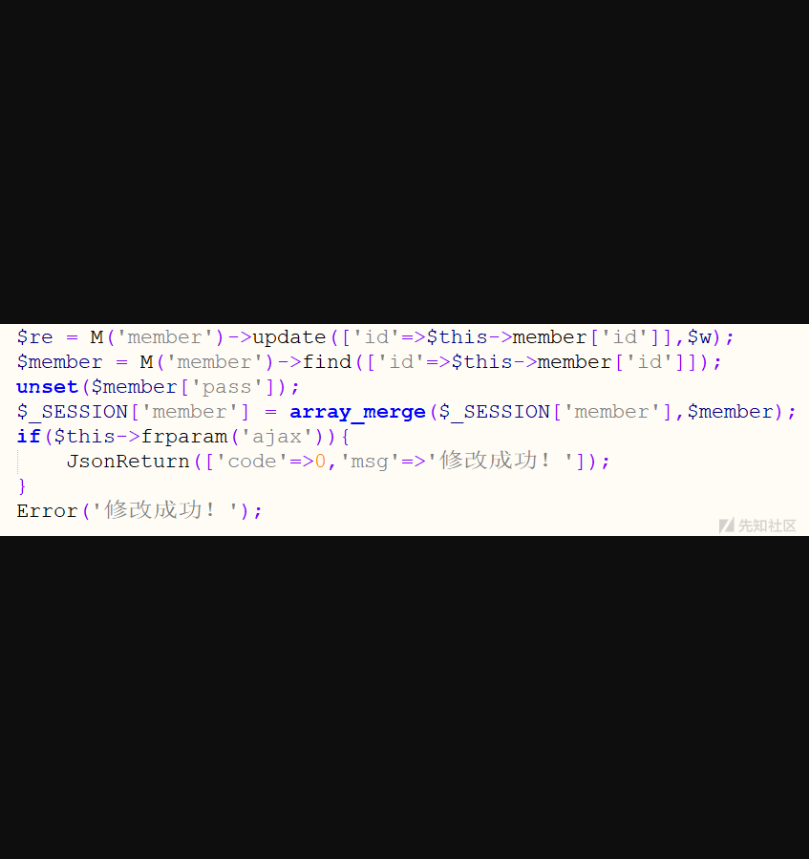 $re = M('member')->update(['id'=>$this->member['id']],$w);
$member = M('member')->find(['id'=>$this->member['id']]);
unset($member['pass']);
$_SESSION['member'] = array_merge($_SESSION['member'],$member);
if($this->frparam('ajax')){
    JsonReturn(['code'=>0,'msg'=>'修改成功！']);
}
Error('修改成功！');
先知社区